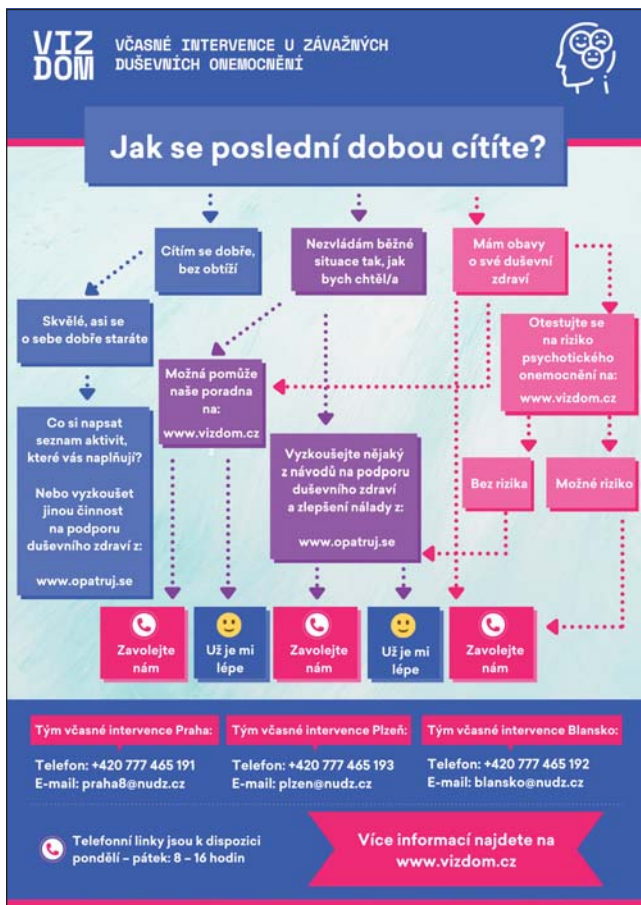 VIZ
DOM
VČASNÉ INTERVENCE U ZÁVAŽNÝCH
DUŠEVNÍCH ONEMOCNĚNÍ
Jak se poslední dobou cítíte?
Cítím se dobře,
bez obtíží
Nezvládám běžné
situace tak, jak
bych chtěl/a
Mám obavy
o své duševní
zdraví
Skvělé, asi se
o sebe dobře staráte
Možná pomůže
naše poradna
na:
www.vizdom.cz
Otestujte se
na riziko
psychotického
onemocnění na:
www.vizdom.cz
Co si napsat
seznam aktivit,
které vás naplňují?
Nebo vyzkoušet
jinou činnost
na podporu
duševního zdraví z:
www.opatruj.se
Vyzkoušejte nějaký
z návodů na podporu
duševního zdraví
a zlepšení nálady z:
www.opatruj.se
Bez rizika
Možné riziko
Zavolejte
nám
Už je mi
lépe
Zavolejte
nám
Už je mi
lépe
Zavolejte
nám
Tým včasné intervence Praha:
Telefon: +420 777 465 191
E-mail: praha8@nudz.cz
Tým včasné intervence Plzeň:
Telefon: +420 777 465 193
E-mail: plzen@nudz.cz
Tým včasné intervence Blansko:
Telefon: +420 777 465 192
E-mail: blansko@nudz.cz
Telefonní linky jsou k dispozici
pondělí – pátek: 8 – 16 hodin
Více informací najdete na
www.vizdom.cz